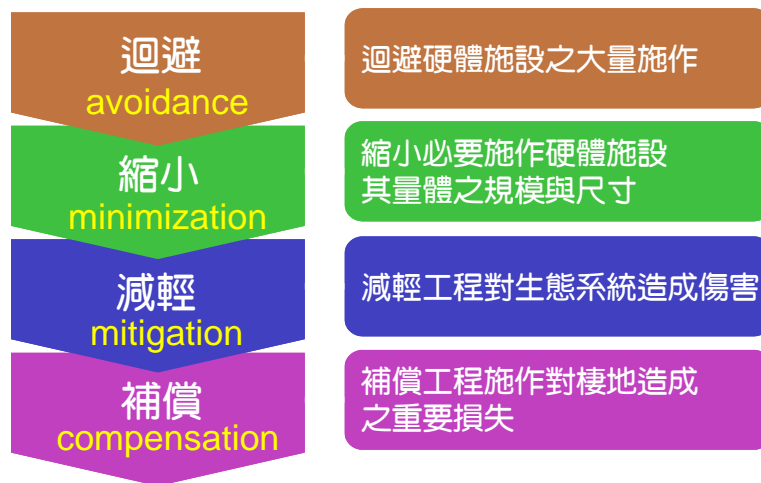 迴避
avoidance
迴避硬體施設之大量施作
縮小
minimization
縮小必要施作硬體施設
其量體之規模與尺寸
減輕
mitigation
減輕工程對生態系統造成傷害
補償
compensation
補償工程施作對棲地造成
之重要損失